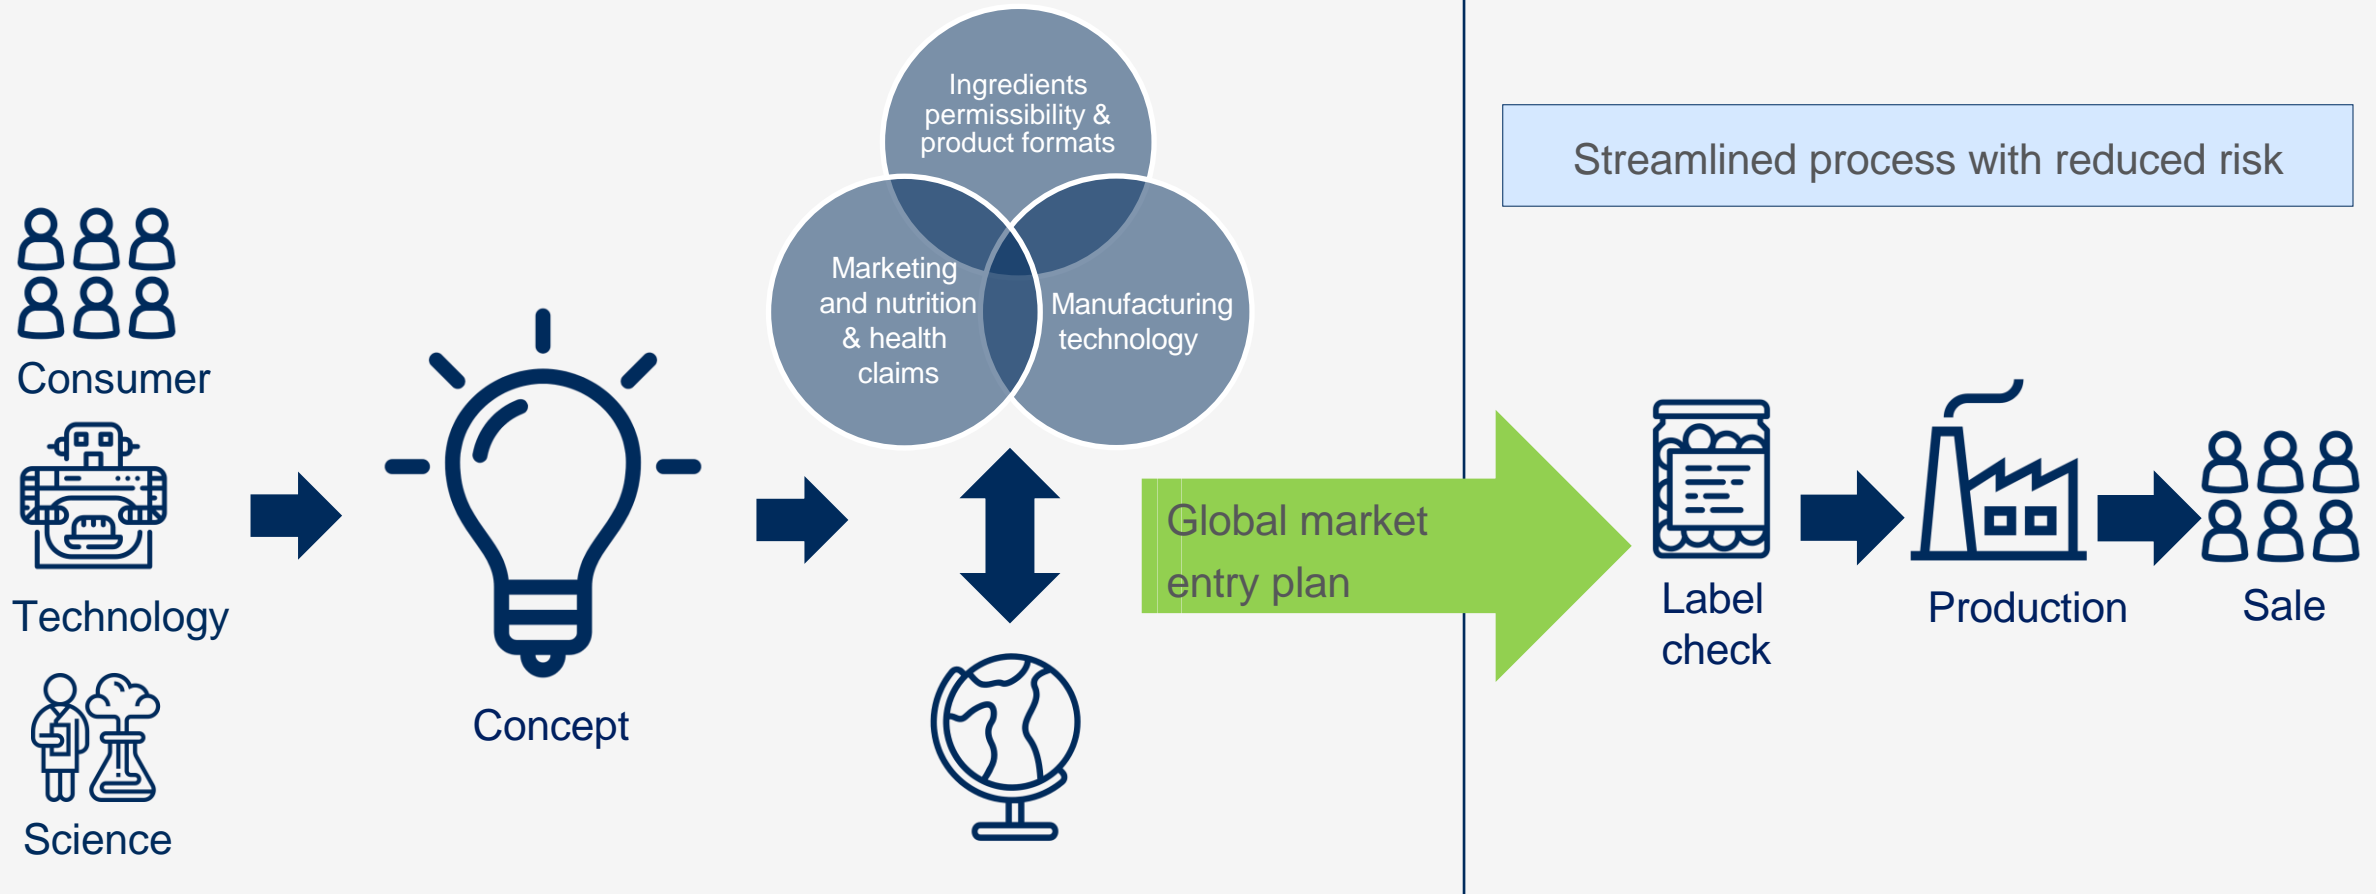 Consumer
Technology
Science
Concept
Ingredients
permissibility &
product formats
Marketing
and nutrition
& health
claims
Manufacturing
technology
Global market
entry plan
Streamlined process with reduced risk
Label
check
Production
Sale